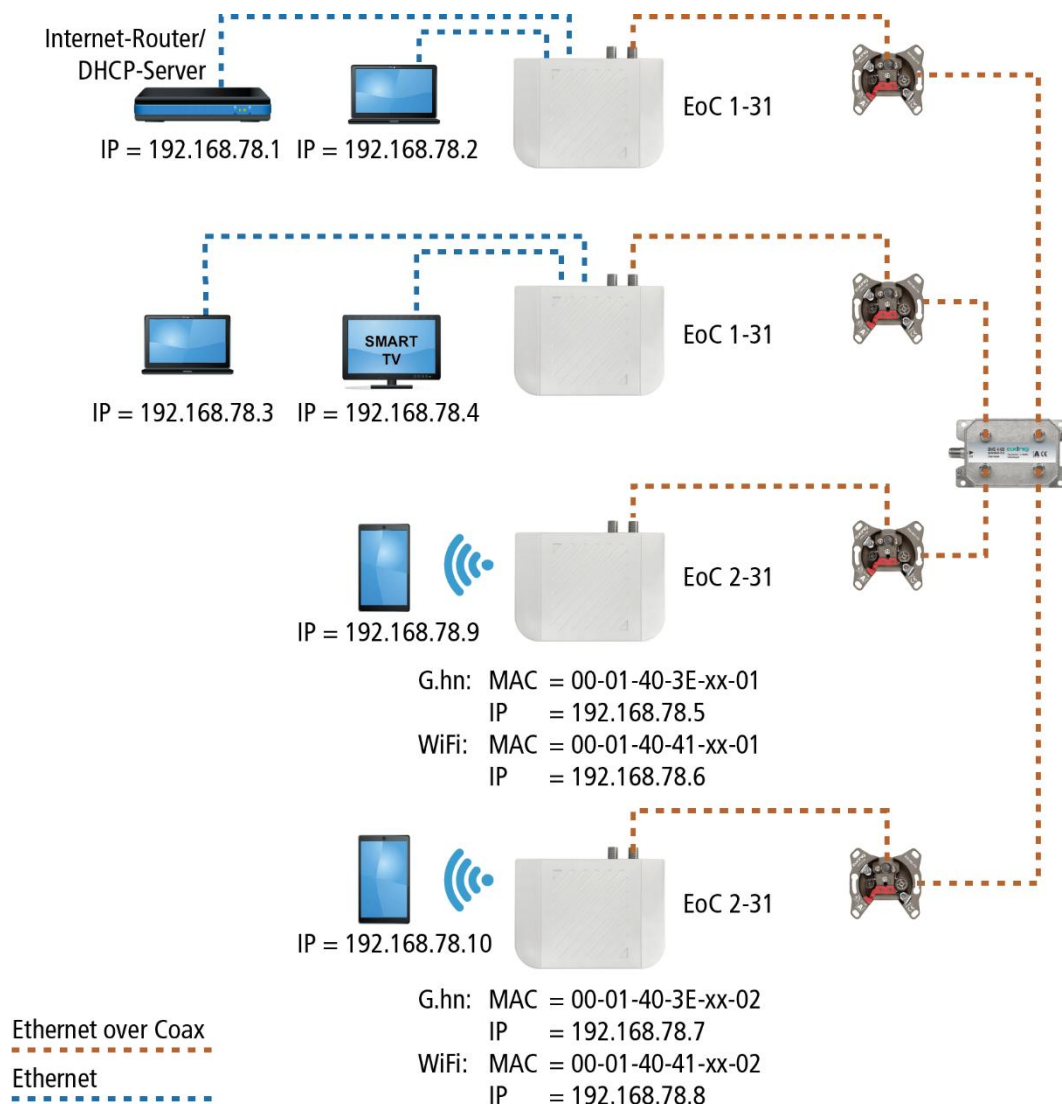 Internet-Router/
DHCP-Server
IP = 192.168.78.1 IP = 192.168.78.2
EoC 1-31
SMART
TV
EoC 1-31
IP = 192.168.78.3 IP = 192.168.78.4
EoC 2-31
IP = 192.168.78.9
G.hn: MAC = 00-01-40-3E-xx-01
IP = 192.168.78.5
WiFi: MAC = 00-01-40-41-xx-01
IP = 192.168.78.6
EoC 2-31
IP = 192.168.78.10
G.hn: MAC = 00-01-40-3E-xx-02
IP = 192.168.78.7
WiFi: MAC = 00-01-40-41-xx-02
IP = 192.168.78.8
Ethernet over Coax
Ethernet